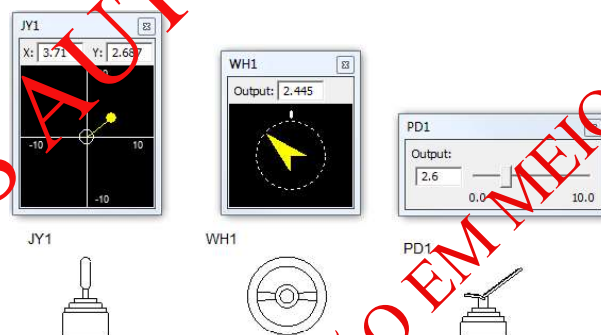 JY1
X: 3.71 Y: 2.687
-10 10
-10
JY1
WH1
Output: 2.445
0
WH1
PD1
Output:
2.6
0.0 10.0
PD1
O EM MEIO